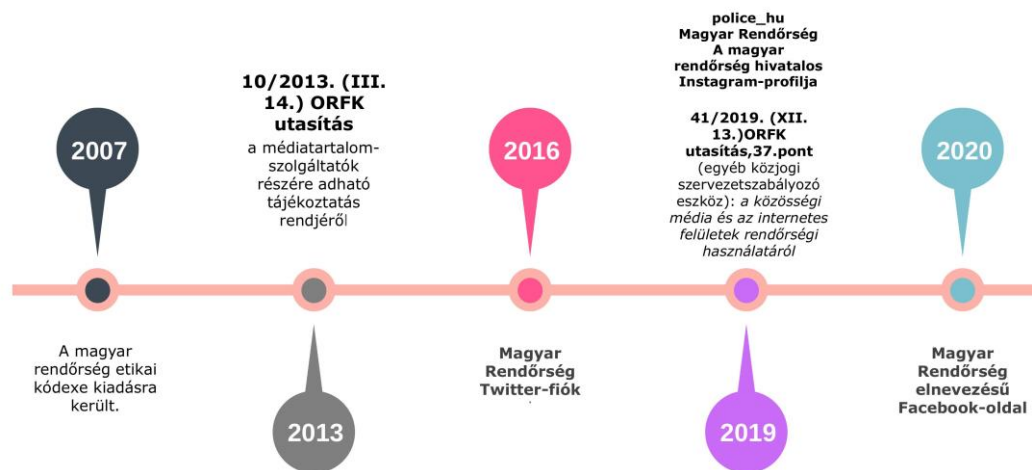 2007
A magyar
rendőrség etikai
kódexe kiadásra
került.
10/2013. (III.
14.) ORFK
utasítás
a médiatartalom-
szolgáltatók
részére adható
tájékoztatás
rendjéről
2013
2016
Magyar
Rendőrség
Twitter-fiók
police_hu
Magyar Rendőrség
A magyar
rendőrség hivatalos
Instagram-profilja
41/2019. (XII.
13.)ORFK
utasítás,37.pont
(egyéb közjogi
szervezetszabályozó
eszköz): a közösségi
média és az internetes
felületek rendőrségi
használatáról
2019
2020
Magyar
Rendőrség
elnevezésű
Facebook-oldal